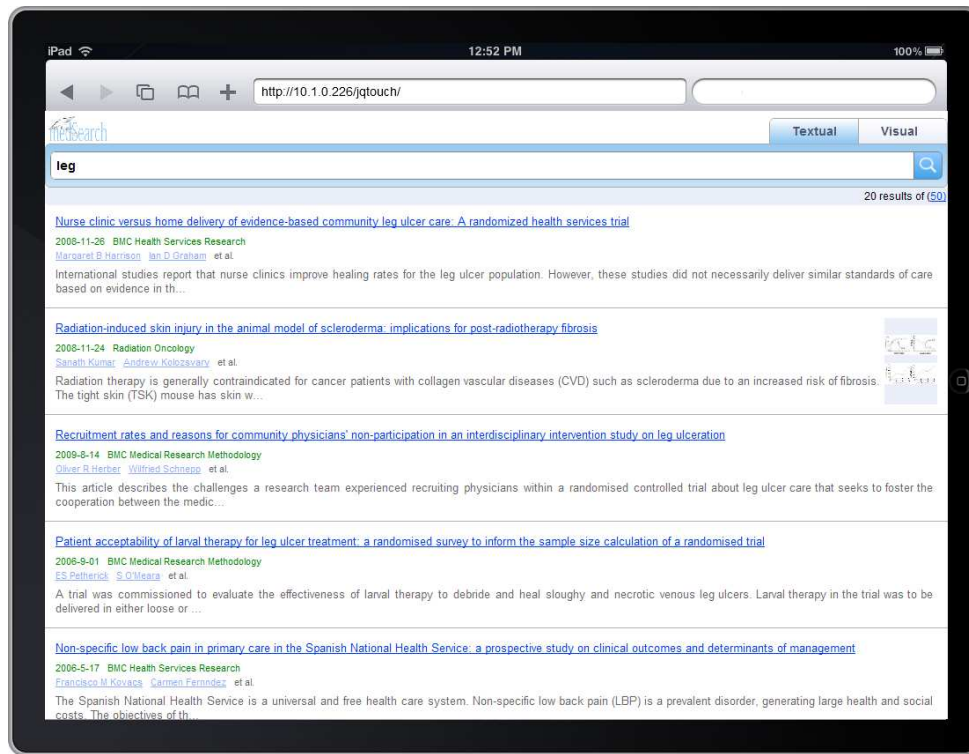 iPad 12:52 PM 100%
http://10.1.0.226/jqtouch/
medSearch Textual Visual
leg
20 results of (50)
Nurse clinic versus home delivery of evidence-based community leg ulcer care: A randomized health services trial
2008-11-26 BMC Health Services Research
Margaret B Harrison Ian D Graham et al.
International studies report that nurse clinics improve healing rates for the leg ulcer population. However, these studies did not necessarily deliver similar standards of care
based on evidence in th...
Radiation-induced skin injury in the animal model of scleroderma: implications for post-radiotherapy fibrosis
2008-11-24 Radiation Oncology
Sanath Kumar Andrew Kolozsvary et al.
Radiation therapy is generally contraindicated for cancer patients with collagen vascular diseases (CVD) such as scleroderma due to an increased risk of fibrosis.
The tight skin (TSK) mouse has skin w...
Recruitment rates and reasons for community physicians' non-participation in an interdisciplinary intervention study on leg ulceration
2009-8-14 BMC Medical Research Methodology
Oliver R Herber Wilfried Schnepp et al.
This article describes the challenges a research team experienced recruiting physicians within a randomised controlled trial about leg ulcer care that seeks to foster the
cooperation between the medic...
Patient acceptability of larval therapy for leg ulcer treatment: a randomised survey to inform the sample size calculation of a randomised trial
2006-9-01 BMC Medical Research Methodology
ES Petherick S O'Meara et al.
A trial was commissioned to evaluate the effectiveness of larval therapy to debride and heal sloughy and necrotic venous leg ulcers. Larval therapy in the trial was to be
delivered in either loose or ...
Non-specific low back pain in primary care in the Spanish National Health Service: a prospective study on clinical outcomes and determinants of management
2006-5-17 BMC Health Services Research
Francisco M Kovacs Carmen Fernndez et al.
The Spanish National Health Service is a universal and free health care system. Non-specific low back pain (LBP) is a prevalent disorder, generating large health and social
costs. The objectives of th...